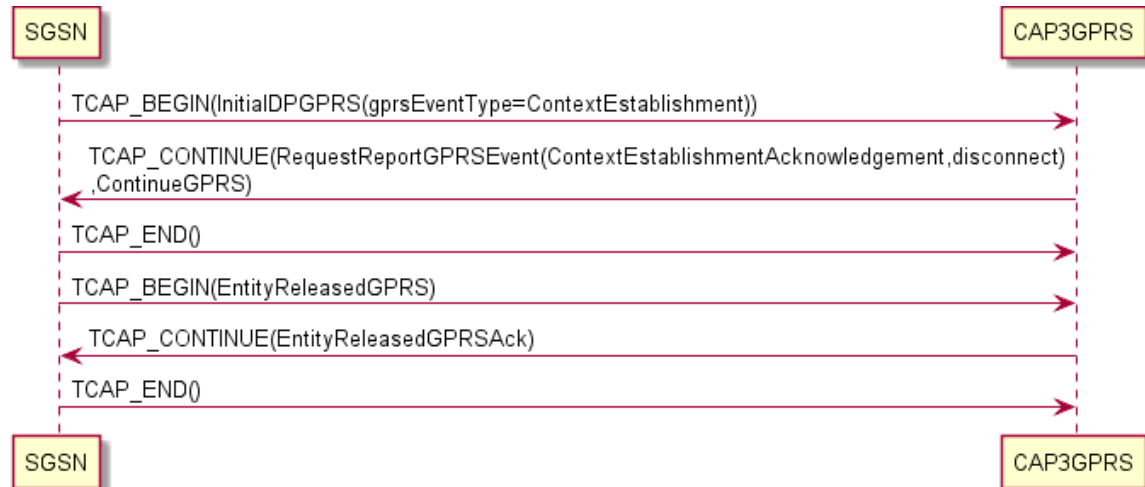 SGSN
CAP3GPRS
TCAP_BEGIN(InitialDPGPRS(gprsEventType=ContextEstablishment))
TCAP_CONTINUE(RequestReportGPRSEvent(ContextEstablishmentAcknowledgement,disconnect)
,ContinueGPRS)
TCAP_END()
TCAP_BEGIN(EntityReleasedGPRS)
TCAP_CONTINUE(EntityReleasedGPRSAck)
TCAP_END()
SGSN
CAP3GPRS